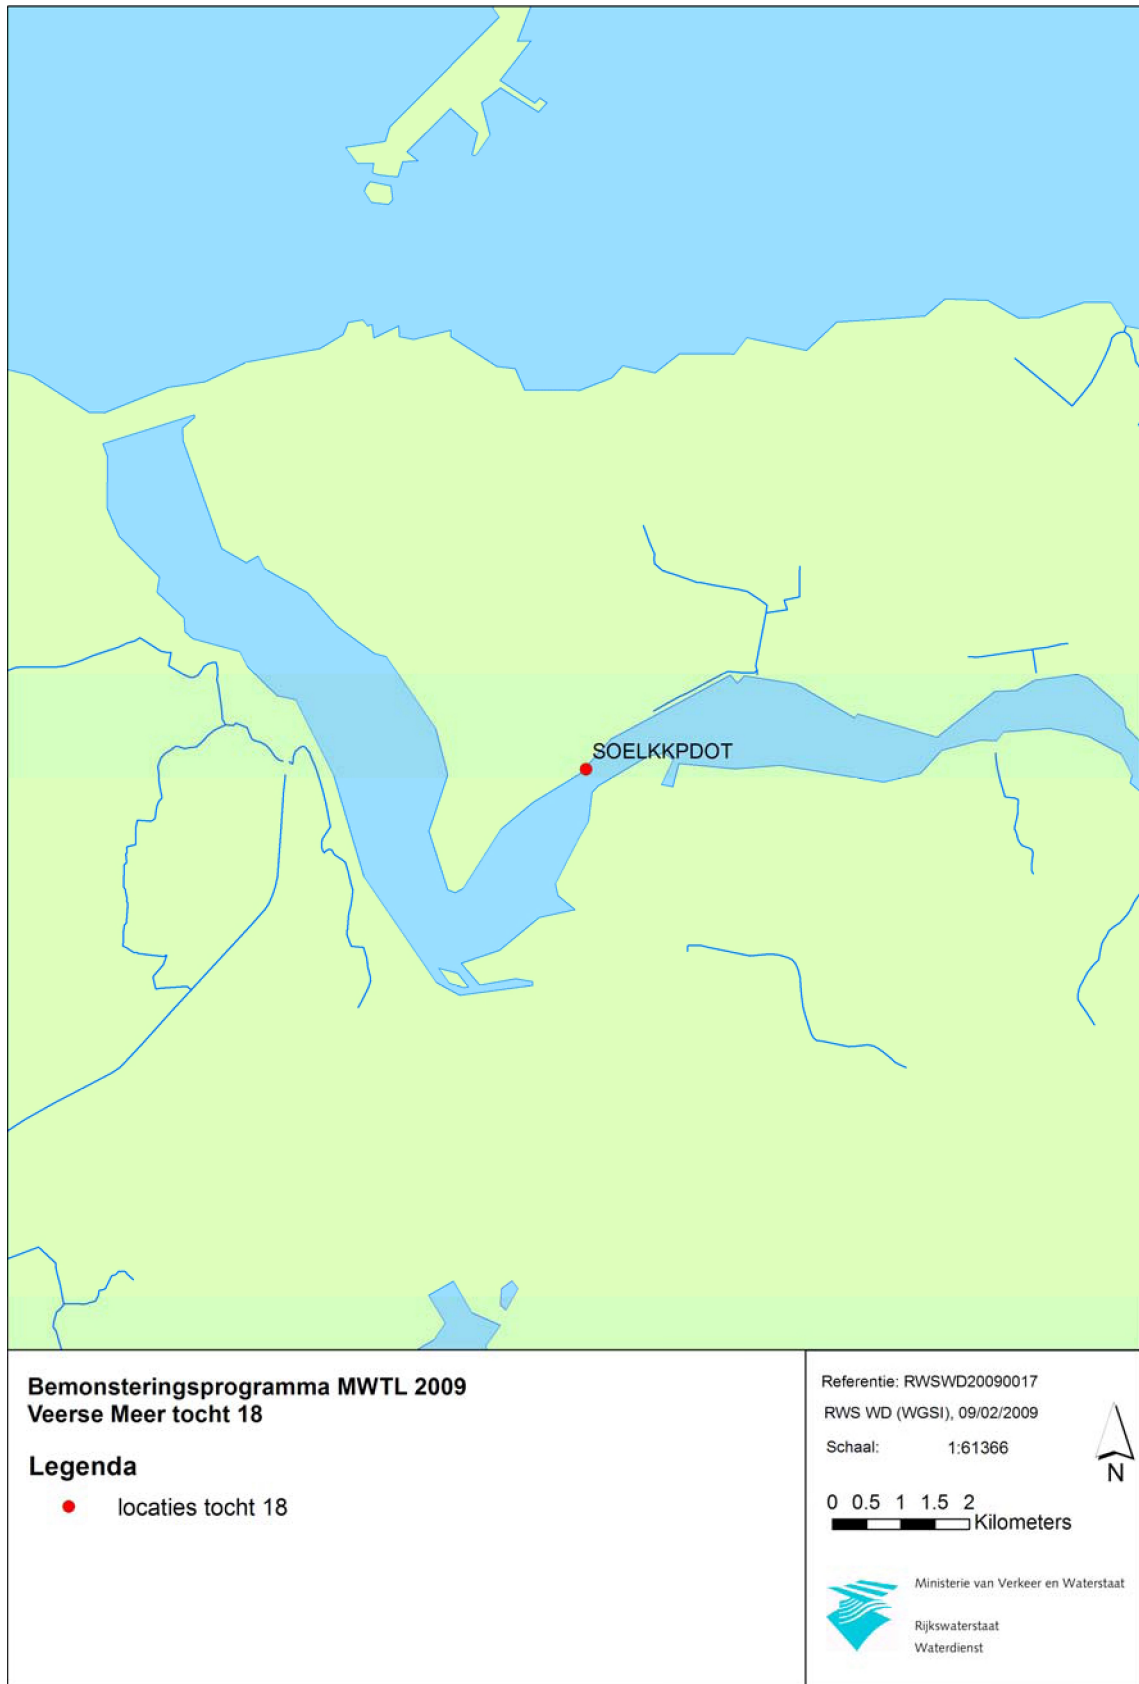 SOELKKPDOT
Bemonsteringsprogramma MWTL 2009
Veerse Meer tocht 18
Legenda
locaties tocht 18
Referentie: RWSWD20090017
RWS WD (WGSI), 09/02/2009
Schaal: 1:61366
N
0 0.5 1 1.5 2
Kilometers
Ministerie van Verkeer en Waterstaat
Rijkswaterstaat
Waterdienst